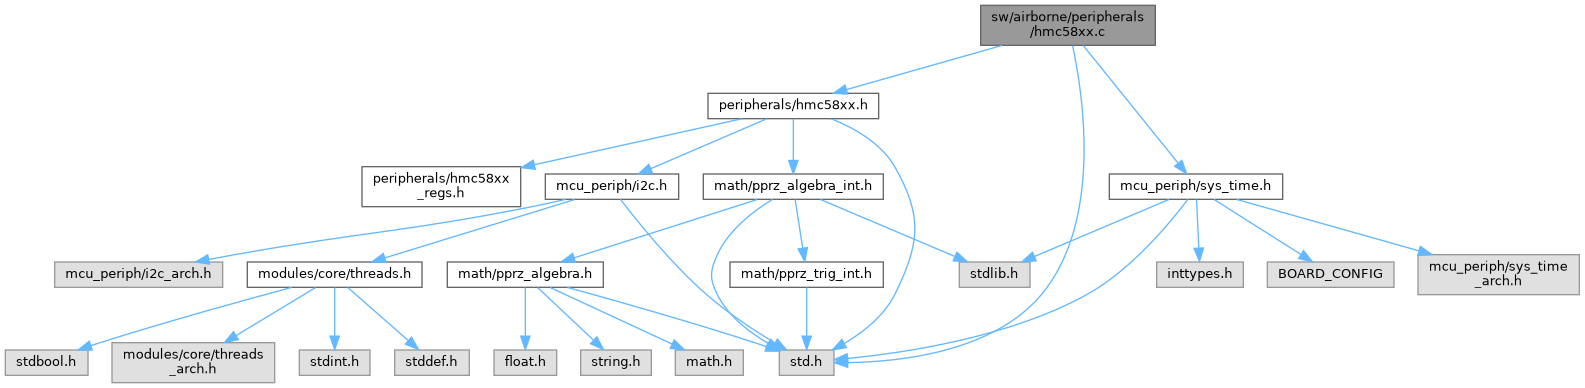 sw/airborne/peripherals
/hmc58xx.c
peripherals/hmc58xx.h
peripherals/hmc58xx
_regs.h
mcu_periph/i2c.h
math/pprz_algebra_int.h
mcu_periph/sys_time.h
mcu_periph/i2c_arch.h
modules/core/threads.h
math/pprz_algebra.h
math/pprz_trig_int.h
stdlib.h
inttypes.h
BOARD_CONFIG
mcu_periph/sys_time
_arch.h
stdbool.h
modules/core/threads
_arch.h
stdint.h
stddef.h
float.h
string.h
math.h
std.h